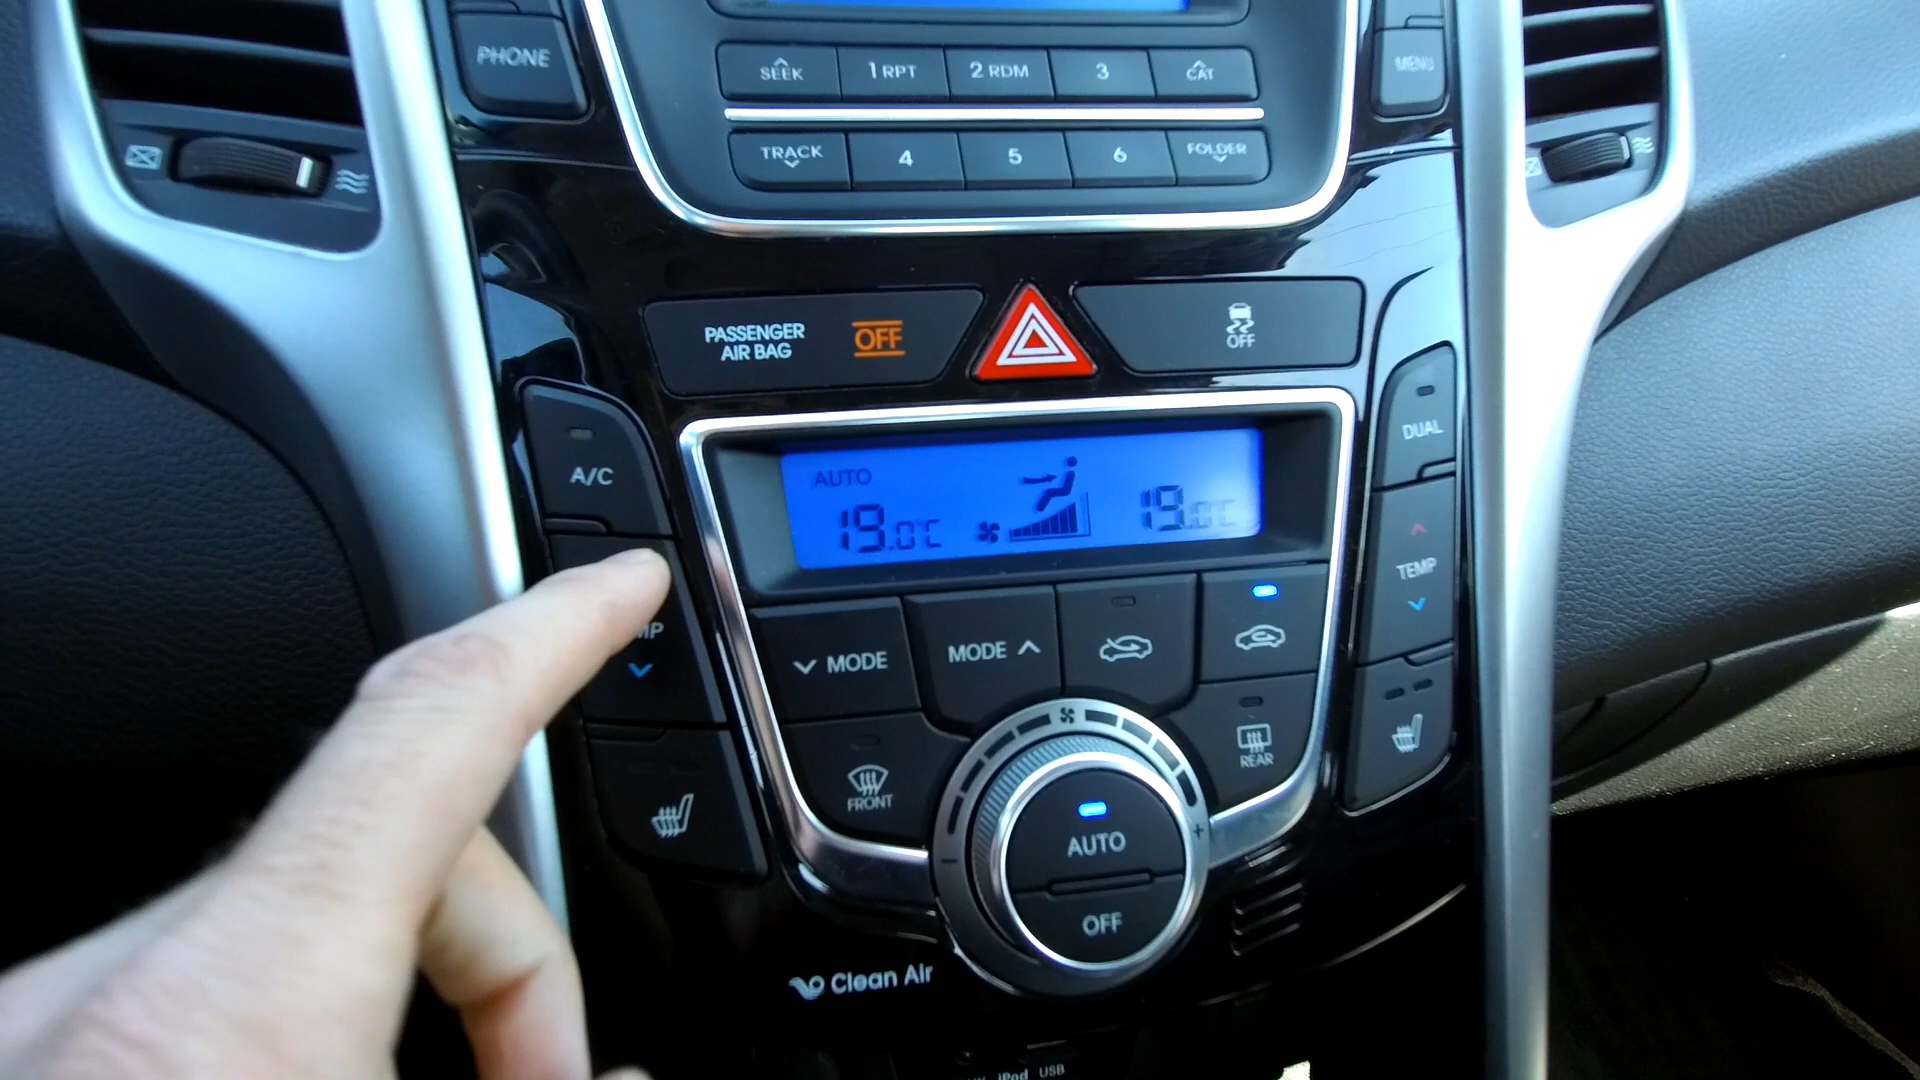 PHONE
SEEK
1 RPT
2 RDM
3
CAT
MENU
TRACK
4
5
6
FOLDER
PASSENGER
AIR BAG
OFF
OFF
A/C
DUAL
AUTO
19.0°C
19.0°C
TEMP
MODE
MODE
FRONT
REAR
AUTO
OFF
Clean Air
iPod
USB